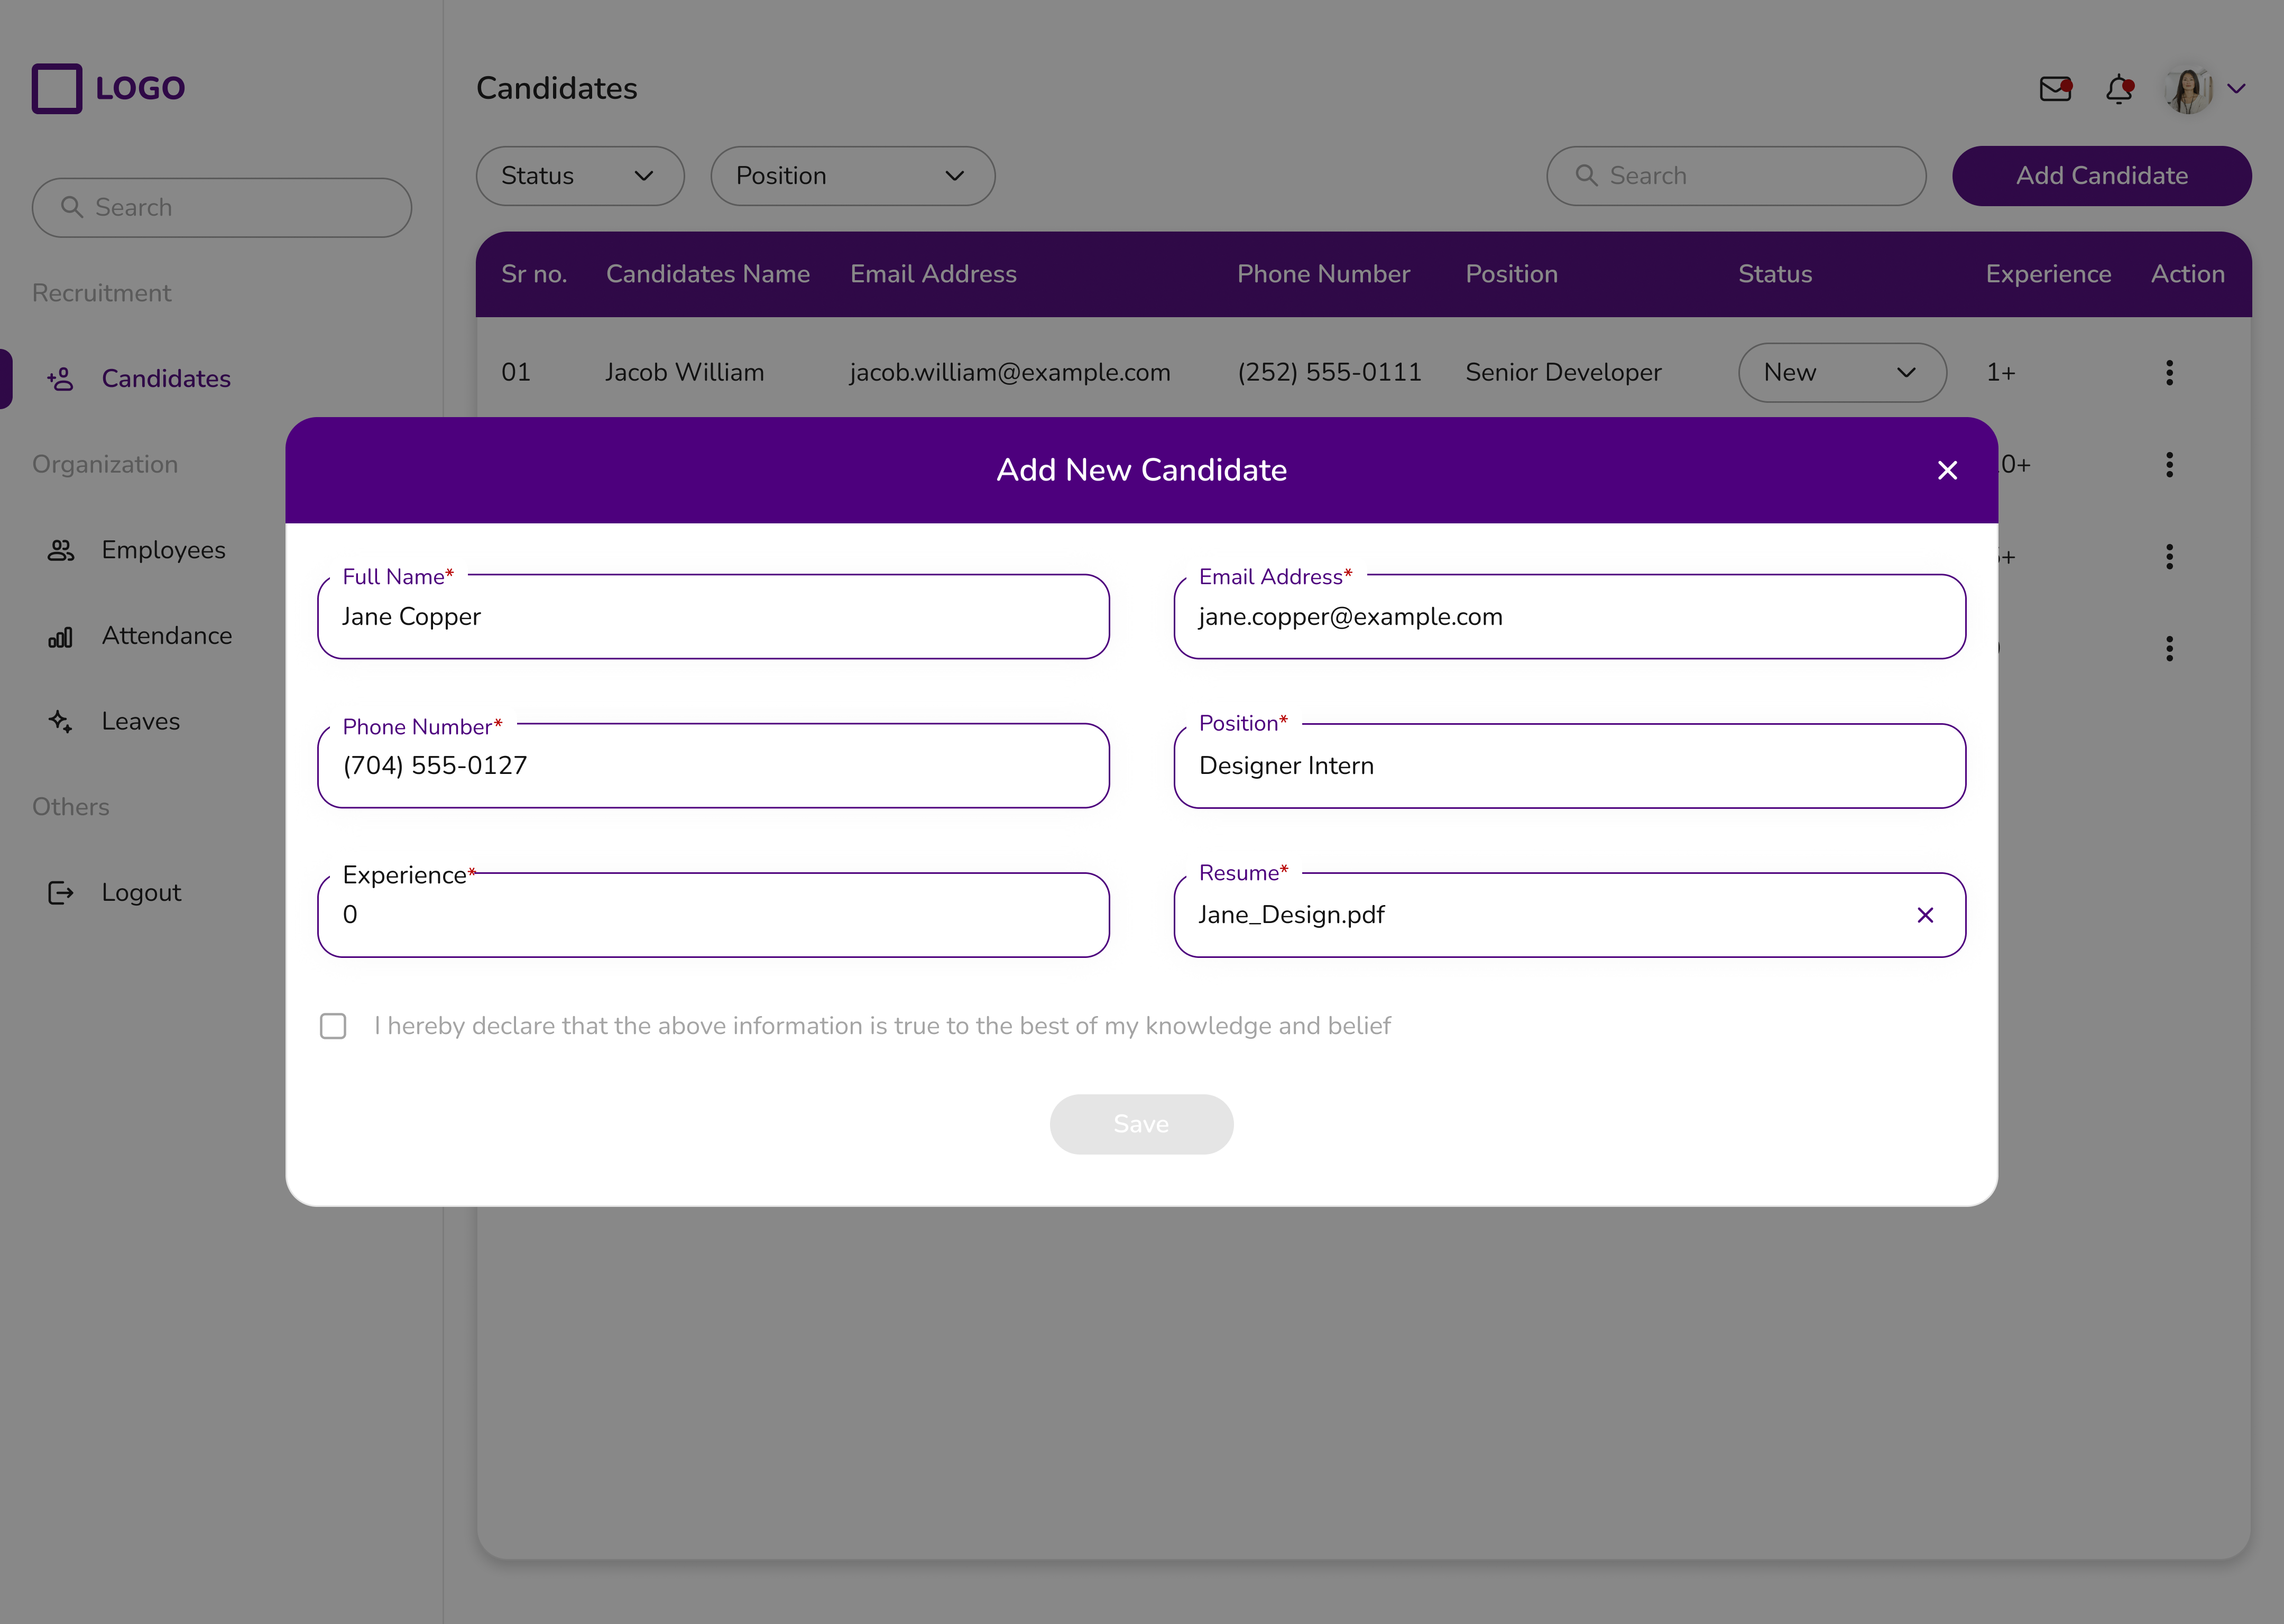 LOGO
Search
Recruitment
Candidates
Organization
Employees
Attendance
Leaves
Others
Logout
Candidates
Status
Position
Search
Add Candidate
Sr no. Candidates Name Email Address Phone Number Position Status Experience Action
01 Jacob William jacob.william@example.com (252) 555-0111 Senior Developer New 1+
Add New Candidate
Full Name*
Jane Copper
Email Address*
jane.copper@example.com
Phone Number*
(704) 555-0127
Position*
Designer Intern
Experience*
0
Resume*
Jane_Design.pdf
I hereby declare that the above information is true to the best of my knowledge and belief
Save